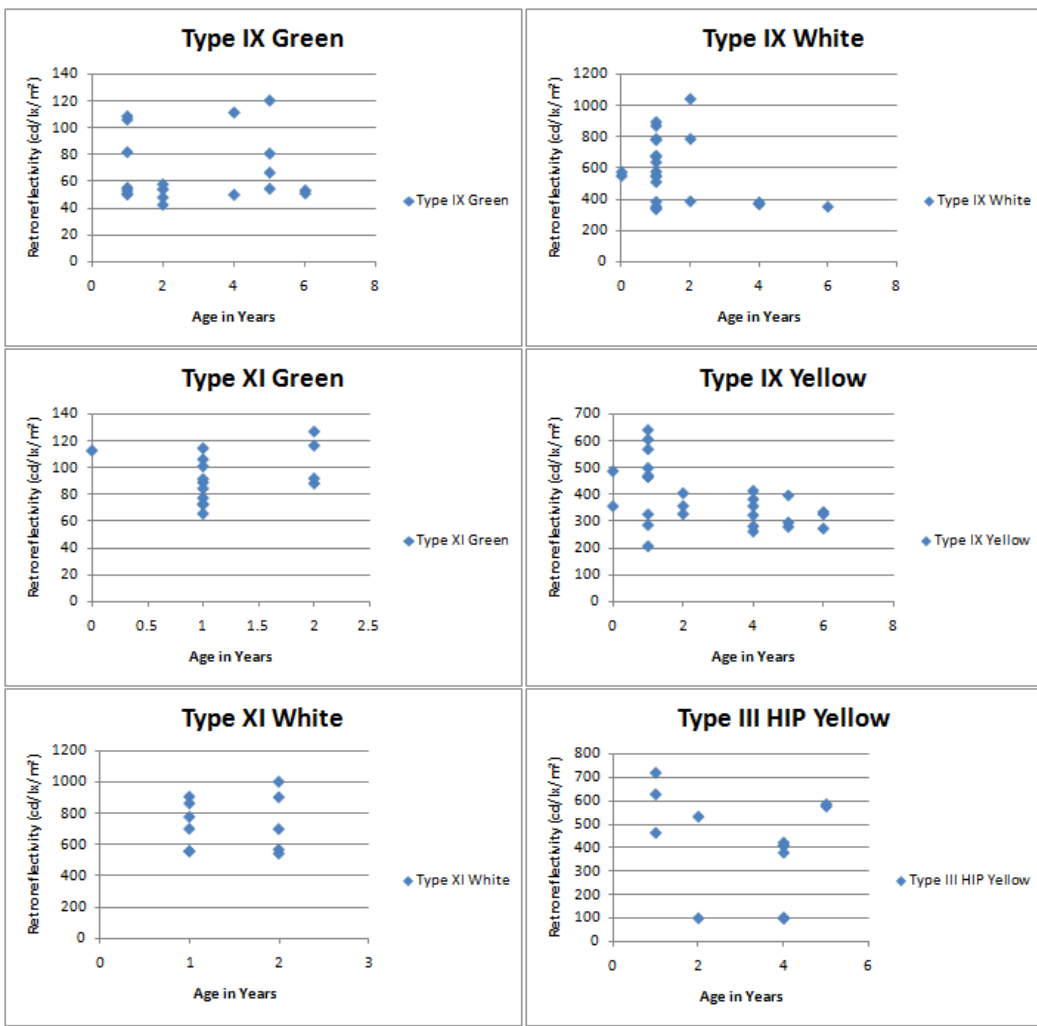 Type IX Green
Retroreflectivity (cd/lx/m²)
140
120
100
80
60
40
20
0
0 2 4 6 8
Age in Years
Type IX Green
Type IX White
Retroreflectivity (cd/lx/m²)
1200
1000
800
600
400
200
0
0 2 4 6 8
Age in Years
Type IX White
Type XI Green
Retroreflectivity (cd/lx/m²)
140
120
100
80
60
40
20
0
0 0.5 1 1.5 2 2.5
Age in Years
Type XI Green
Type IX Yellow
Retroreflectivity (cd/lx/m²)
700
600
500
400
300
200
100
0
0 2 4 6 8
Age in Years
Type IX Yellow
Type XI White
Retroreflectivity (cd/lx/m²)
1200
1000
800
600
400
200
0
0 1 2 3
Age in Years
Type XI White
Type III HIP Yellow
Retroreflectivity (cd/lx/m²)
800
700
600
500
400
300
200
100
0
0 2 4 6
Age in Years
Type III HIP Yellow